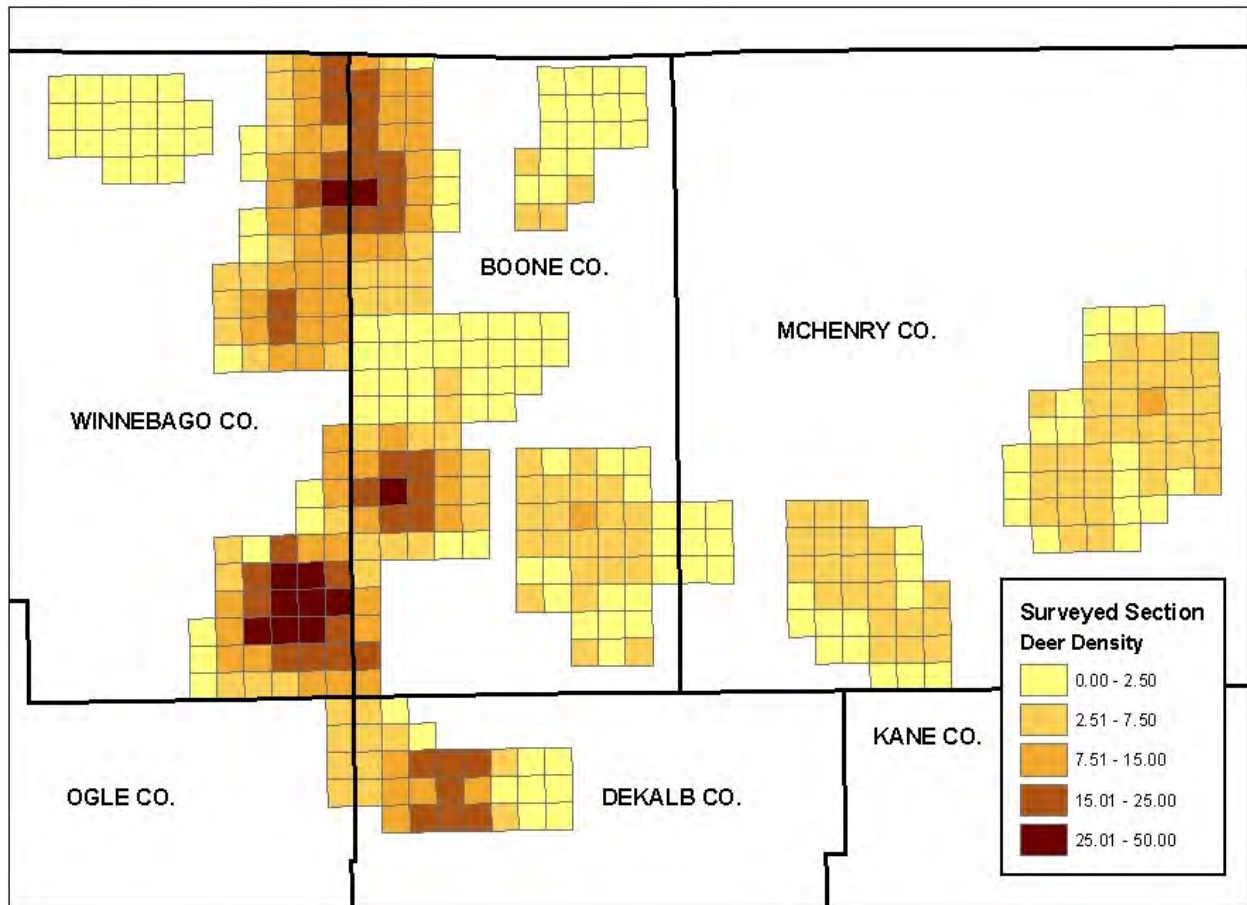 BOONE CO.
MCHENRY CO.
WINNEBAGO CO.
KANE CO.
OGLE CO.
DEKALB CO.
Surveyed Section
Deer Density
0.00 - 2.50
2.51 - 7.50
7.51 - 15.00
15.01 - 25.00
25.01 - 50.00